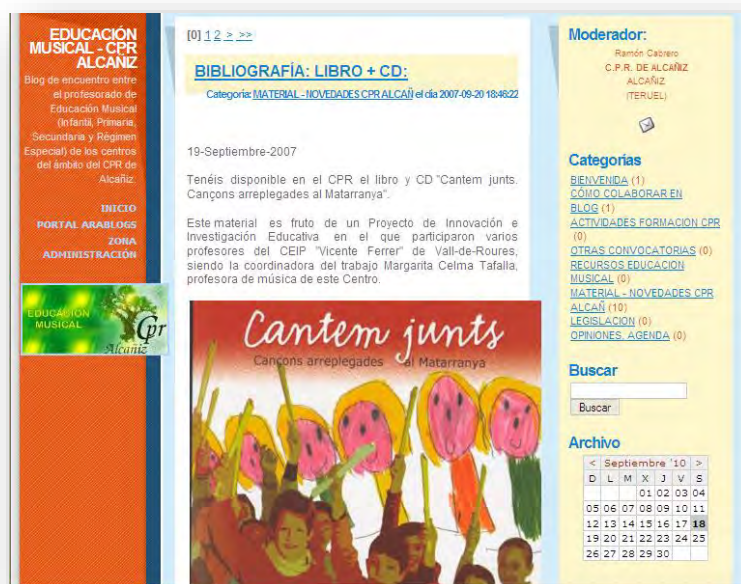 EDUCACIÓN
MUSICAL - CPR
ALCAÑIZ
Blog de encuentro entre
el profesorado de
Educación Musical
(Infantil, Primaria,
Secundaria y Régimen
Especial) de los centros
del ámbito del CPR de
Alcañiz.
INICIO
PORTAL ARABLOGS
ZONA
ADMINISTRACIÓN
EDUCACIÓN
MUSICAL
Cpr
Alcañiz
[0] 1 2 > >>
BIBLIOGRAFÍA: LIBRO + CD:
Categoría: MATERIAL - NOVEDADES CPR ALCAÑ el día 2007-09-20 18:46:22
19-Septiembre-2007
Tenéis disponible en el CPR el libro y CD "Cantem junts.
Cançons arreplegades al Matarranya".
Este material es fruto de un Proyecto de Innovación e
Investigación Educativa en el que participaron varios
profesores del CEIP "Vicente Ferrer" de Vall-de-Roures,
siendo la coordinadora del trabajo Margarita Celma Tafalla,
profesora de música de este Centro.
Cantem junts
Cançons arreplegades al Matarranya
Moderador:
Ramón Cabrero
C.P.R. DE ALCAÑIZ
ALCAÑIZ
(TERUEL)
Categorías
BIENVENIDA (1)
CÓMO COLABORAR EN
BLOG (1)
ACTIVIDADES FORMACION CPR
(0)
OTRAS CONVOCATORIAS (0)
RECURSOS EDUCACION
MUSICAL (0)
MATERIAL - NOVEDADES CPR
ALCAÑ (10)
LEGISLACION (0)
OPINIONES, AGENDA (0)
Buscar
Buscar
Archivo
< Septiembre '10 >
D L M X J V S
01 02 03 04
05 06 07 08 09 10 11
12 13 14 15 16 17 18
19 20 21 22 23 24 25
26 27 28 29 30